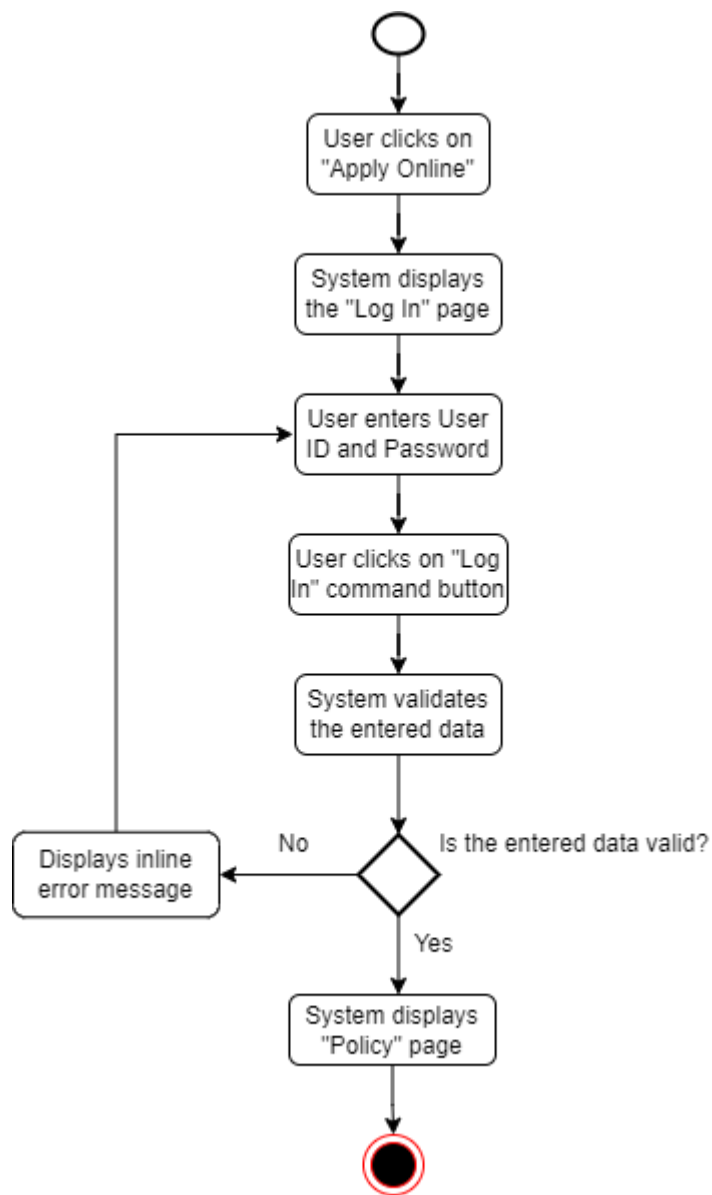 User clicks on
"Apply Online"
System displays
the "Log In" page
User enters User
ID and Password
User clicks on "Log
In" command button
System validates
the entered data
Is the entered data valid?
No
Displays inline
error message
Yes
System displays
"Policy" page